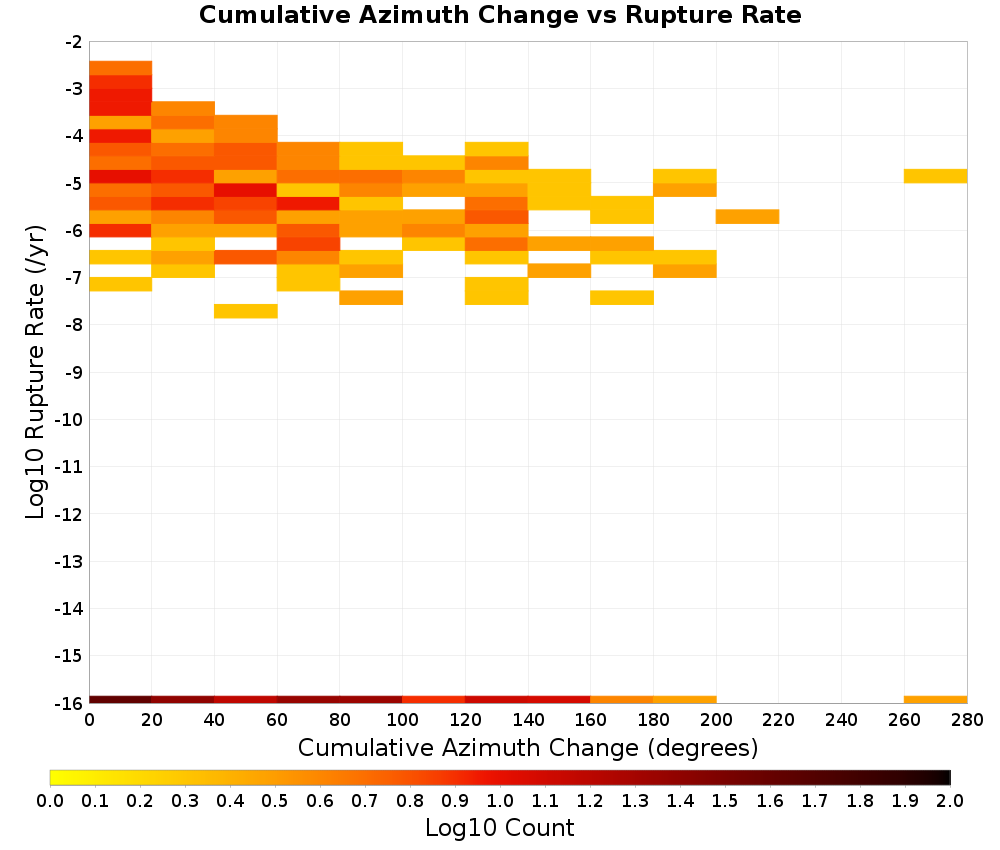 Cumulative Azimuth Change vs Rupture Rate
Log10 Rupture Rate (/yr)
-2
-3
-4
-5
-6
-7
-8
-9
-10
-11
-12
-13
-14
-15
-16
0 20 40 60 80 100 120 140 160 180 200 220 240 260 280
Cumulative Azimuth Change (degrees)
0.0 0.1 0.2 0.3 0.4 0.5 0.6 0.7 0.8 0.9 1.0 1.1 1.2 1.3 1.4 1.5 1.6 1.7 1.8 1.9 2.0
Log10 Count